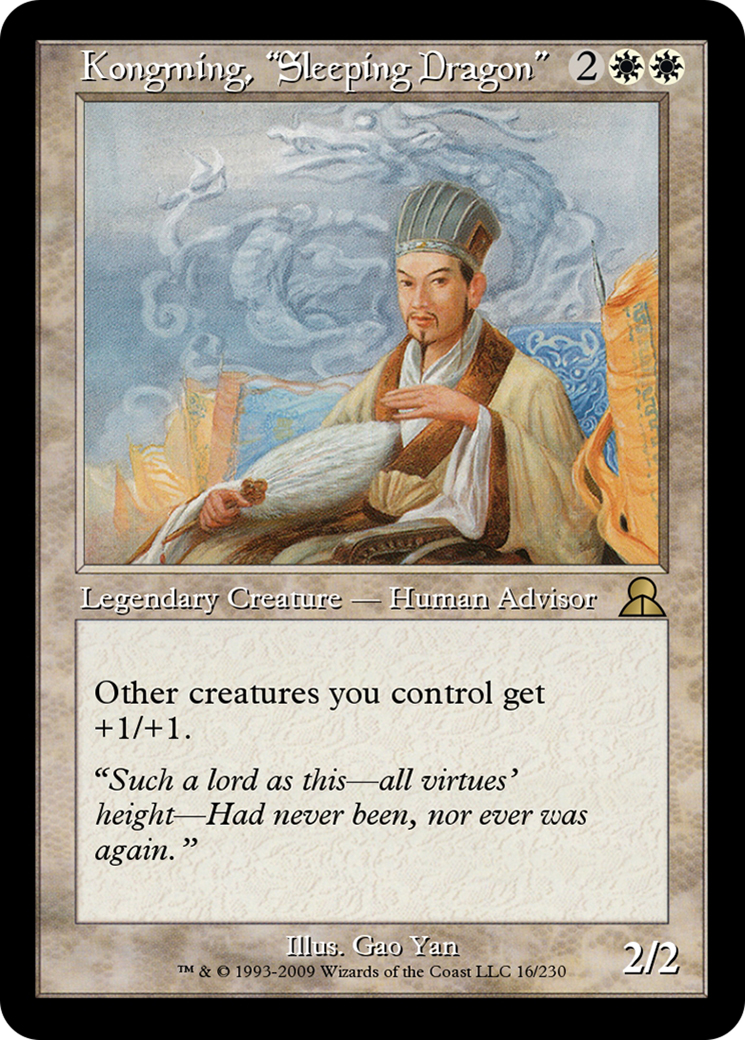 Kongming, “Sleeping Dragon” 2
Legendary Creature — Human Advisor
Other creatures you control get
+1/+1.
“Such a lord as this—all virtues’
height—Had never been, nor ever was
again.”
Illus. Gao Yan
™ & © 1993-2009 Wizards of the Coast LLC 16/230
2/2